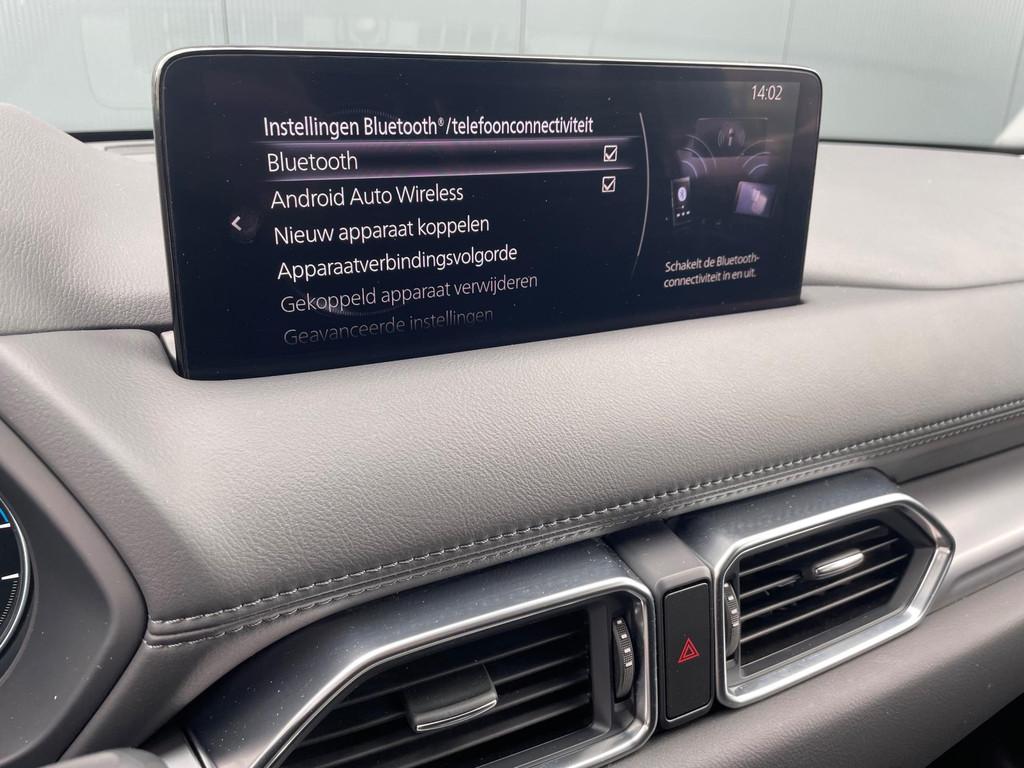 14:02
Instellingen Bluetooth®/telefoonconnectiviteit
Bluetooth
Android Auto Wireless
Nieuw apparaat koppelen
Apparaatverbindingsvolgorde
Gekoppeld apparaat verwijderen
Geavanceerde instellingen
Schakelt de Bluetooth-
connectiviteit in en uit.